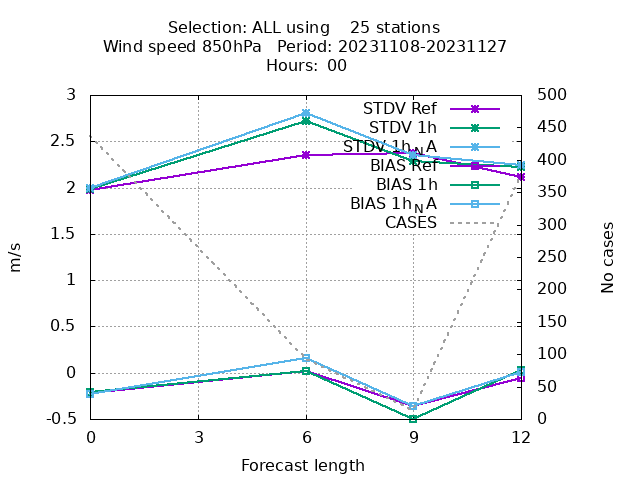 Selection: ALL using    25 stations
Wind speed 850hPa   Period: 20231108-20231127
Hours:  00
3
2.5
2
1.5
1
0.5
0
-0.5
500
450
400
350
300
250
200
150
100
50
0
STDV Ref
STDV 1h
STDV 1h_NA
BIAS Ref
BIAS 1h
BIAS 1h_NA
CASES
m/s
No cases
0 3 6 9 12
Forecast length